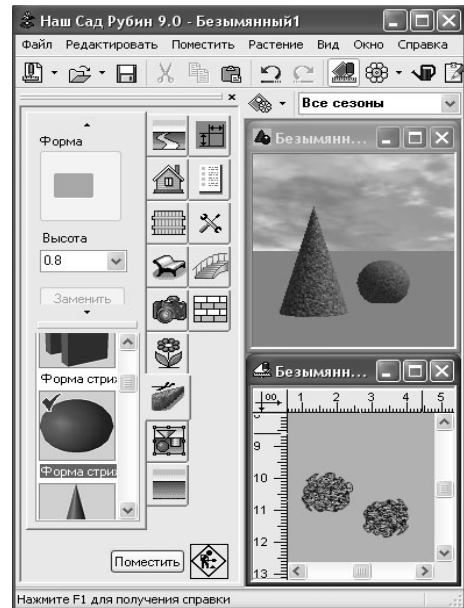 Наш Сад Рубин 9.0 - Безымянный1
Файл Редактировать Поместить Растение Вид Окно Справка
Все сезоны
Форма
Высота
0.8
Заменить
Форма стри
Форма стри
Поместить
Безымянн...
Безымянн...
00 1 2 3 4 5
9
10
11
12
13
Нажмите F1 для получения справки